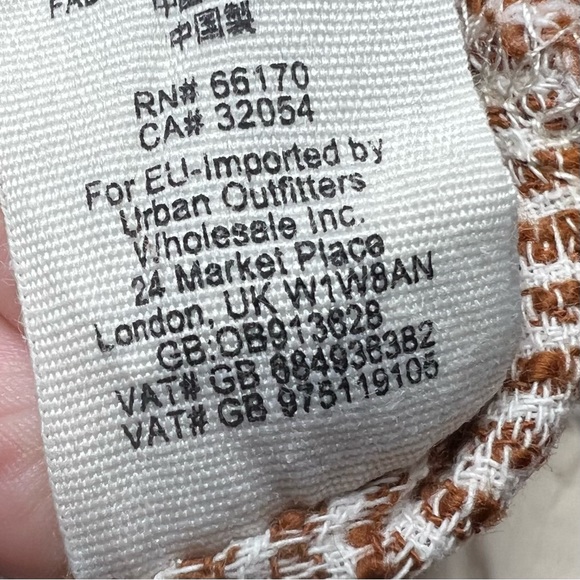 中国製
RN# 66170
CA# 32054
For EU-Imported by
Urban Outfitters
Wholesale Inc.
24 Market Place
London, UK W1W8AN
GB:OB913628
VAT# GB 684936382
VAT# GB 975119105